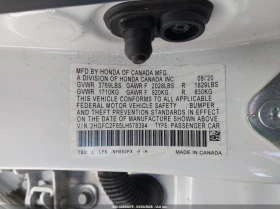 MFD. BY HONDA OF CANADA MFG.
A DIVISION OF HONDA CANADA INC. 08/20
GVWR 3769LBS GAWR F 2028LBS R 1829LBS
GVWR 1710KG GAWR F 920KG R 830KG
THIS VEHICLE CONFORMS TO ALL APPLICABLE
FEDERAL MOTOR VEHICLE SAFETY, BUMPER
AND THEFT PREVENTION STANDARDS IN EFFECT
ON THE DATE OF MANUFACTURE SHOWN ABOVE.
V.I.N: 2HGFC2F69LH578394 TYPE: PASSENGER CAR